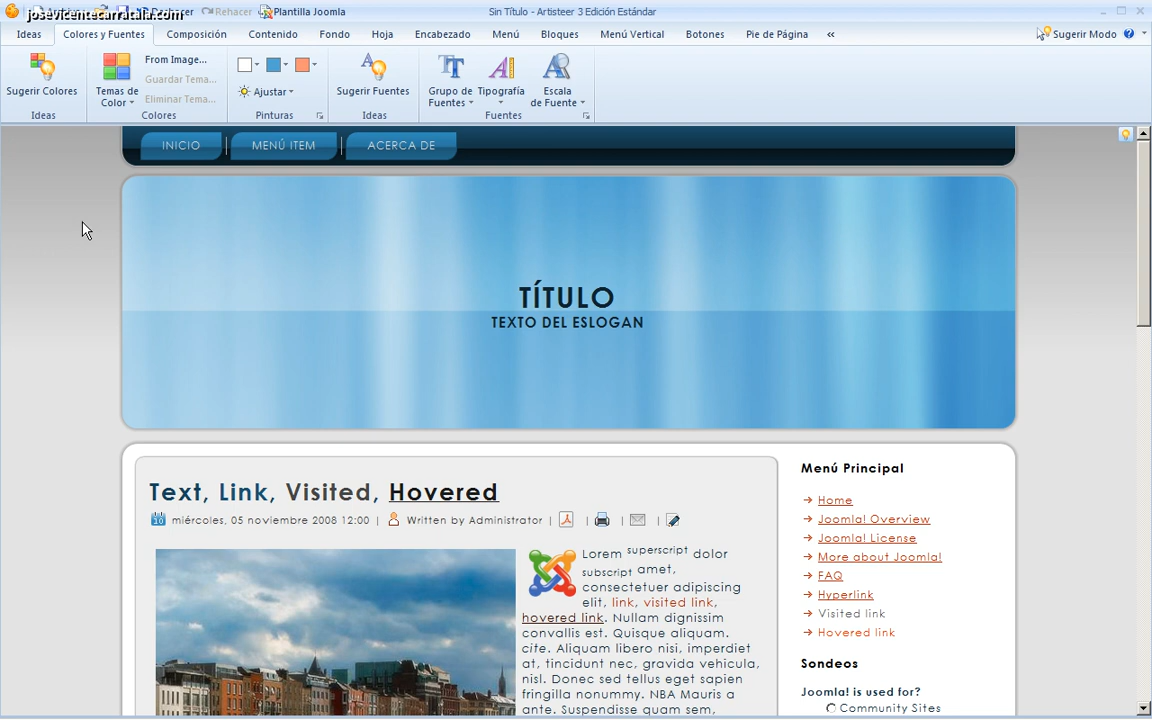 josevicentecarratala.com
Rehacer
Plantilla Joomla
Sin Título - Artisteer 3 Edición Estándar
Ideas
Colores y Fuentes
Composición
Contenido
Fondo
Hoja
Encabezado
Menú
Bloques
Menú Vertical
Botones
Pie de Página
Sugerir Modo
Sugerir Colores
Ideas
Temas de
Color
From Image...
Guardar Tema...
Eliminar Tema...
Colores
Ajustar
Pinturas
Sugerir Fuentes
Ideas
Grupo de
Fuentes
Tipografía
Escala
de Fuente
Fuentes
INICIO
MENÚ ITEM
ACERCA DE
TÍTULO
TEXTO DEL ESLOGAN
Text, Link, Visited, Hovered
10
miércoles, 05 noviembre 2008 12:00 | Written by Administrator | | | |
Lorem superscript dolor
subscript amet,
consectetuer adipiscing
elit, link, visited link,
hovered link. Nullam dignissim
convallis est. Quisque aliquam.
cite. Aliquam libero nisi, imperdiet
at, tincidunt nec, gravida vehicula,
nisl. Donec sed tellus eget sapien
fringilla nonummy. NBA Mauris a
ante. Suspendisse quam sem,
Menú Principal
Home
Joomla! Overview
Joomla! License
More about Joomla!
FAQ
Hyperlink
Visited link
Hovered link
Sondeos
Joomla! is used for?
Community Sites